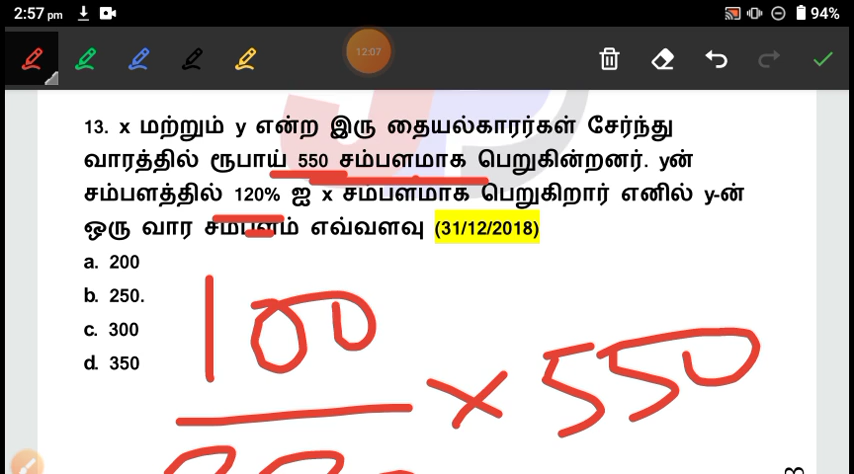 2:57 pm 94%
12:07
13. x மற்றும் y என்ற இரு தையல்காரர்கள் சேர்ந்து
வாரத்தில் ரூபாய் 550 சம்பளமாக பெறுகின்றனர். yன்
சம்பளத்தில் 120% ஐ x சம்பளமாக பெறுகிறார் எனில் y-ன்
ஒரு வார சம்பளம் எவ்வளவு (31/12/2018)
a. 200
b. 250.
c. 300
d. 350
100
× 550